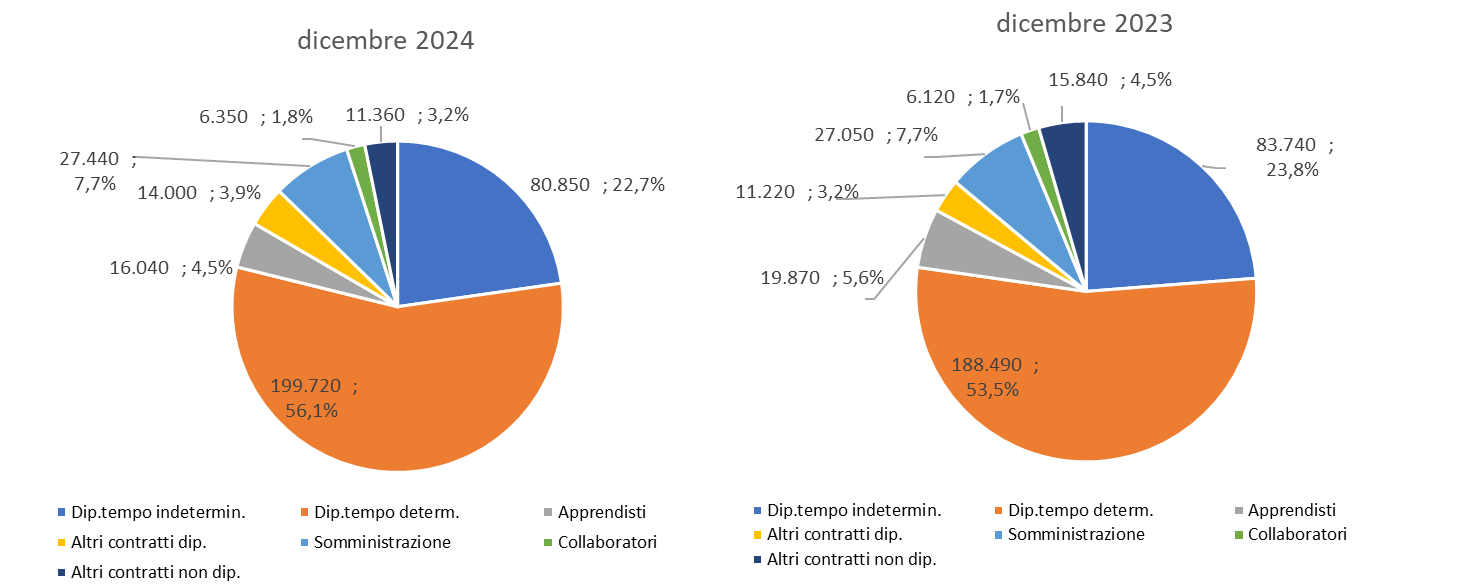 dicembre 2024
6.350 ; 1,8%
11.360 ; 3,2%
27.440 ;
7,7%
14.000 ; 3,9%
80.850 ; 22,7%
16.040 ; 4,5%
199.720 ;
56,1%
Dip.tempo indetermin.
Dip.tempo determ.
Apprendisti
Altri contratti dip.
Somministrazione
Collaboratori
Altri contratti non dip.
dicembre 2023
15.840 ; 4,5%
6.120 ; 1,7%
27.050 ; 7,7%
83.740 ;
23,8%
11.220 ; 3,2%
19.870 ; 5,6%
188.490 ;
53,5%
Dip.tempo indetermin.
Dip.tempo determ.
Apprendisti
Altri contratti dip.
Somministrazione
Collaboratori
Altri contratti non dip.